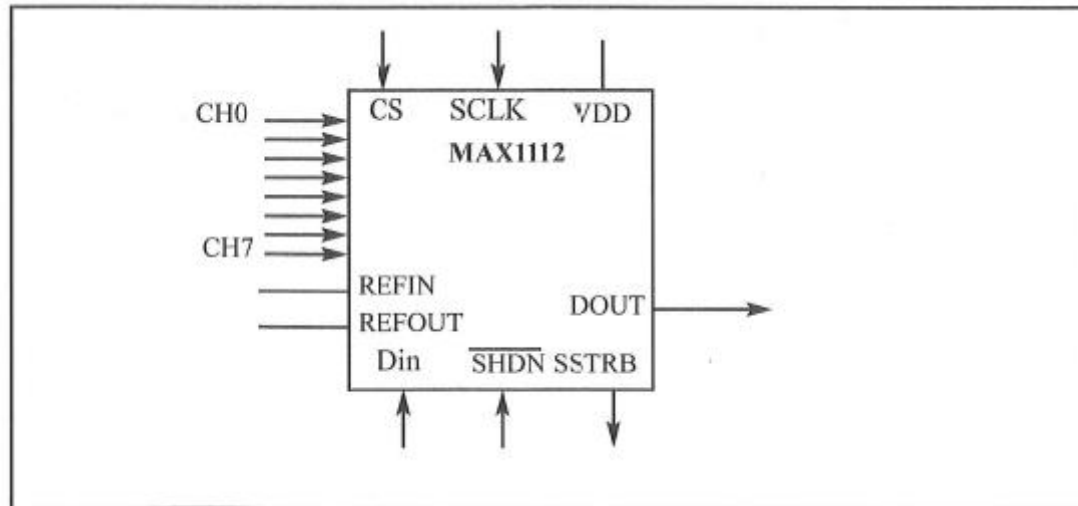 CS SCLK VDD
CH0
MAX1112
CH7
REFIN
DOUT
REFOUT
Din SHDN SSTRB